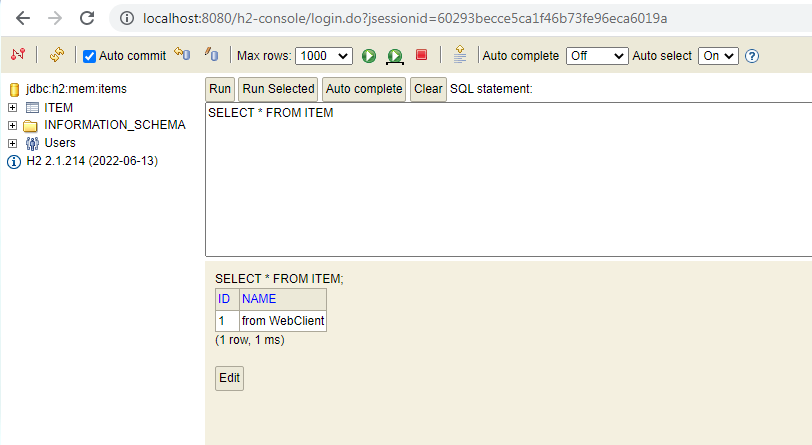 localhost:8080/h2-console/login.do?jsessionid=60293becce5ca1f46b73fe96eca6019a
Auto commit Max rows: 1000 Auto complete Off Auto select On
jdbc:h2:mem:items
ITEM
INFORMATION_SCHEMA
Users
H2 2.1.214 (2022-06-13)
Run Run Selected Auto complete Clear SQL statement:
SELECT * FROM ITEM
SELECT * FROM ITEM;
ID NAME
1 from WebClient
(1 row, 1 ms)
Edit